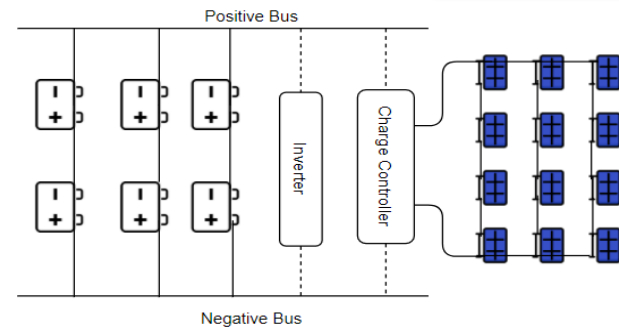 Positive Bus
- - -
+ + +
Inverter
Charge Controller
- - -
+ + +
Negative Bus